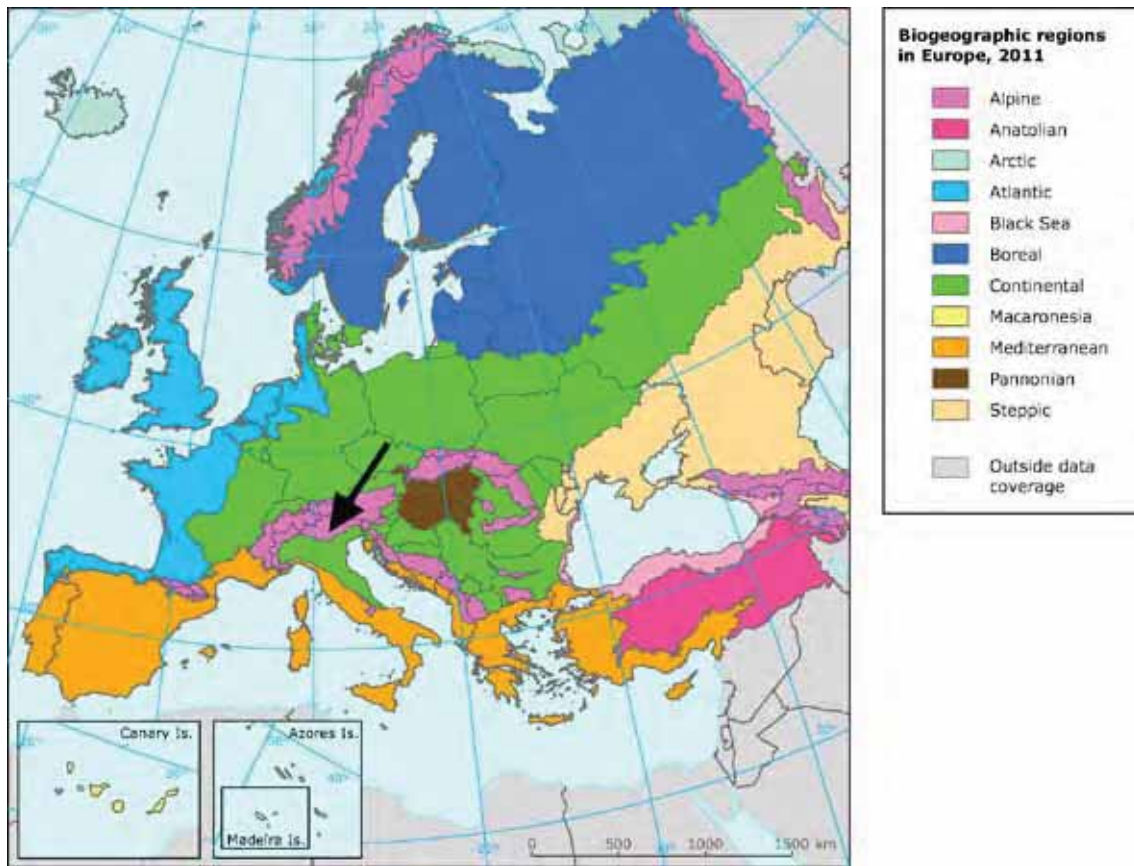 Biogeographic regions
in Europe, 2011
Alpine
Anatolian
Arctic
Atlantic
Black Sea
Boreal
Continental
Macaronesia
Mediterranean
Pannonian
Steppic
Outside data
coverage
Canary Is.
Azores Is.
Madeira Is.
0 500 1000 1500 km